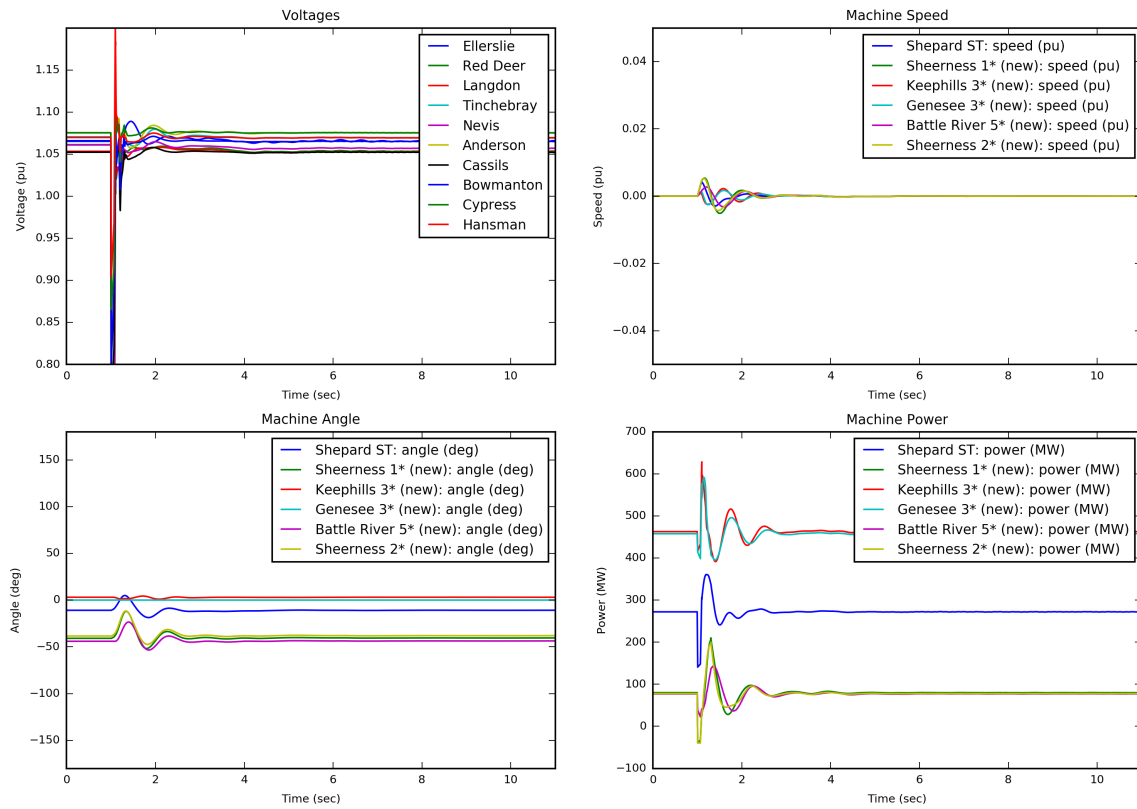 Voltages
Voltage (pu)
1.15
1.10
1.05
1.00
0.95
0.90
0.85
0.80
0 2 4 6 8 10
Time (sec)
Ellerslie
Red Deer
Langdon
Tinchebray
Nevis
Anderson
Cassils
Bowmanton
Cypress
Hansman
Machine Speed
Speed (pu)
0.04
0.02
0.00
−0.02
−0.04
0 2 4 6 8 10
Time (sec)
Shepard ST: speed (pu)
Sheerness 1* (new): speed (pu)
Keephills 3* (new): speed (pu)
Genesee 3* (new): speed (pu)
Battle River 5* (new): speed (pu)
Sheerness 2* (new): speed (pu)
Machine Angle
Angle (deg)
150
100
50
0
−50
−100
−150
0 2 4 6 8 10
Time (sec)
Shepard ST: angle (deg)
Sheerness 1* (new): angle (deg)
Keephills 3* (new): angle (deg)
Genesee 3* (new): angle (deg)
Battle River 5* (new): angle (deg)
Sheerness 2* (new): angle (deg)
Machine Power
Power (MW)
700
600
500
400
300
200
100
0
−100
0 2 4 6 8 10
Time (sec)
Shepard ST: power (MW)
Sheerness 1* (new): power (MW)
Keephills 3* (new): power (MW)
Genesee 3* (new): power (MW)
Battle River 5* (new): power (MW)
Sheerness 2* (new): power (MW)